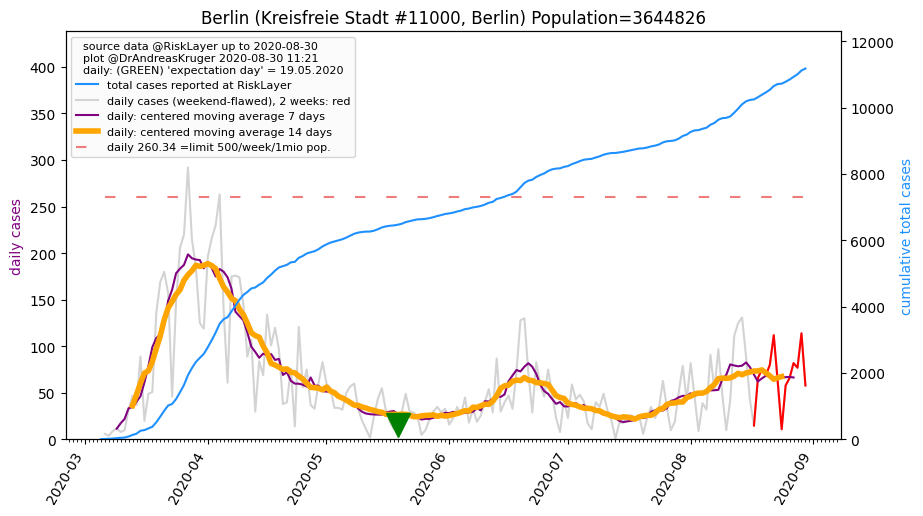 Berlin (Kreisfreie Stadt #11000, Berlin) Population=3644826
source data @RiskLayer up to 2020-08-30
plot @DrAndreasKruger 2020-08-30 11:21
daily: (GREEN) 'expectation day' = 19.05.2020
total cases reported at RiskLayer
daily cases (weekend-flawed), 2 weeks: red
daily: centered moving average 7 days
daily: centered moving average 14 days
daily 260.34 =limit 500/week/1mio pop.
daily cases
400
350
300
250
200
150
100
50
0
cumulative total cases
12000
10000
8000
6000
4000
2000
0
2020-03
2020-04
2020-05
2020-06
2020-07
2020-08
2020-09